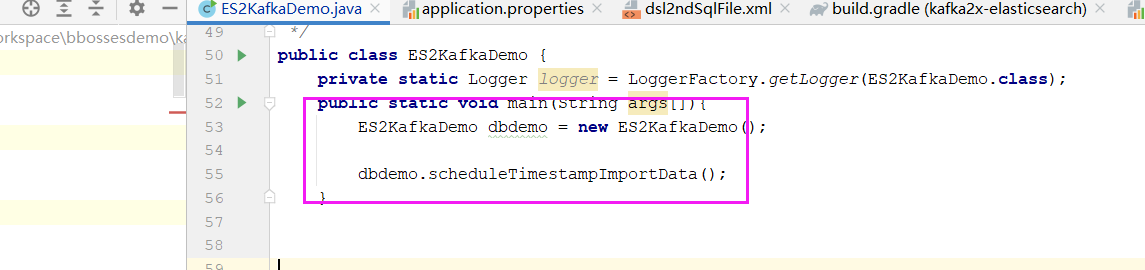 ES2KafkaDemo.java × application.properties × dsl2ndSqlFile.xml × build.gradle (kafka2x-elasticsearch) ×
orkspace\bbossesdemo\ka
49 */
50 public class ES2KafkaDemo {
51 private static Logger logger = LoggerFactory.getLogger(ES2KafkaDemo.class);
52 public static void main(String args[]){
53 ES2KafkaDemo dbdemo = new ES2KafkaDemo();
54
55 dbdemo.scheduleTimestampImportData();
56 }
57
58
59